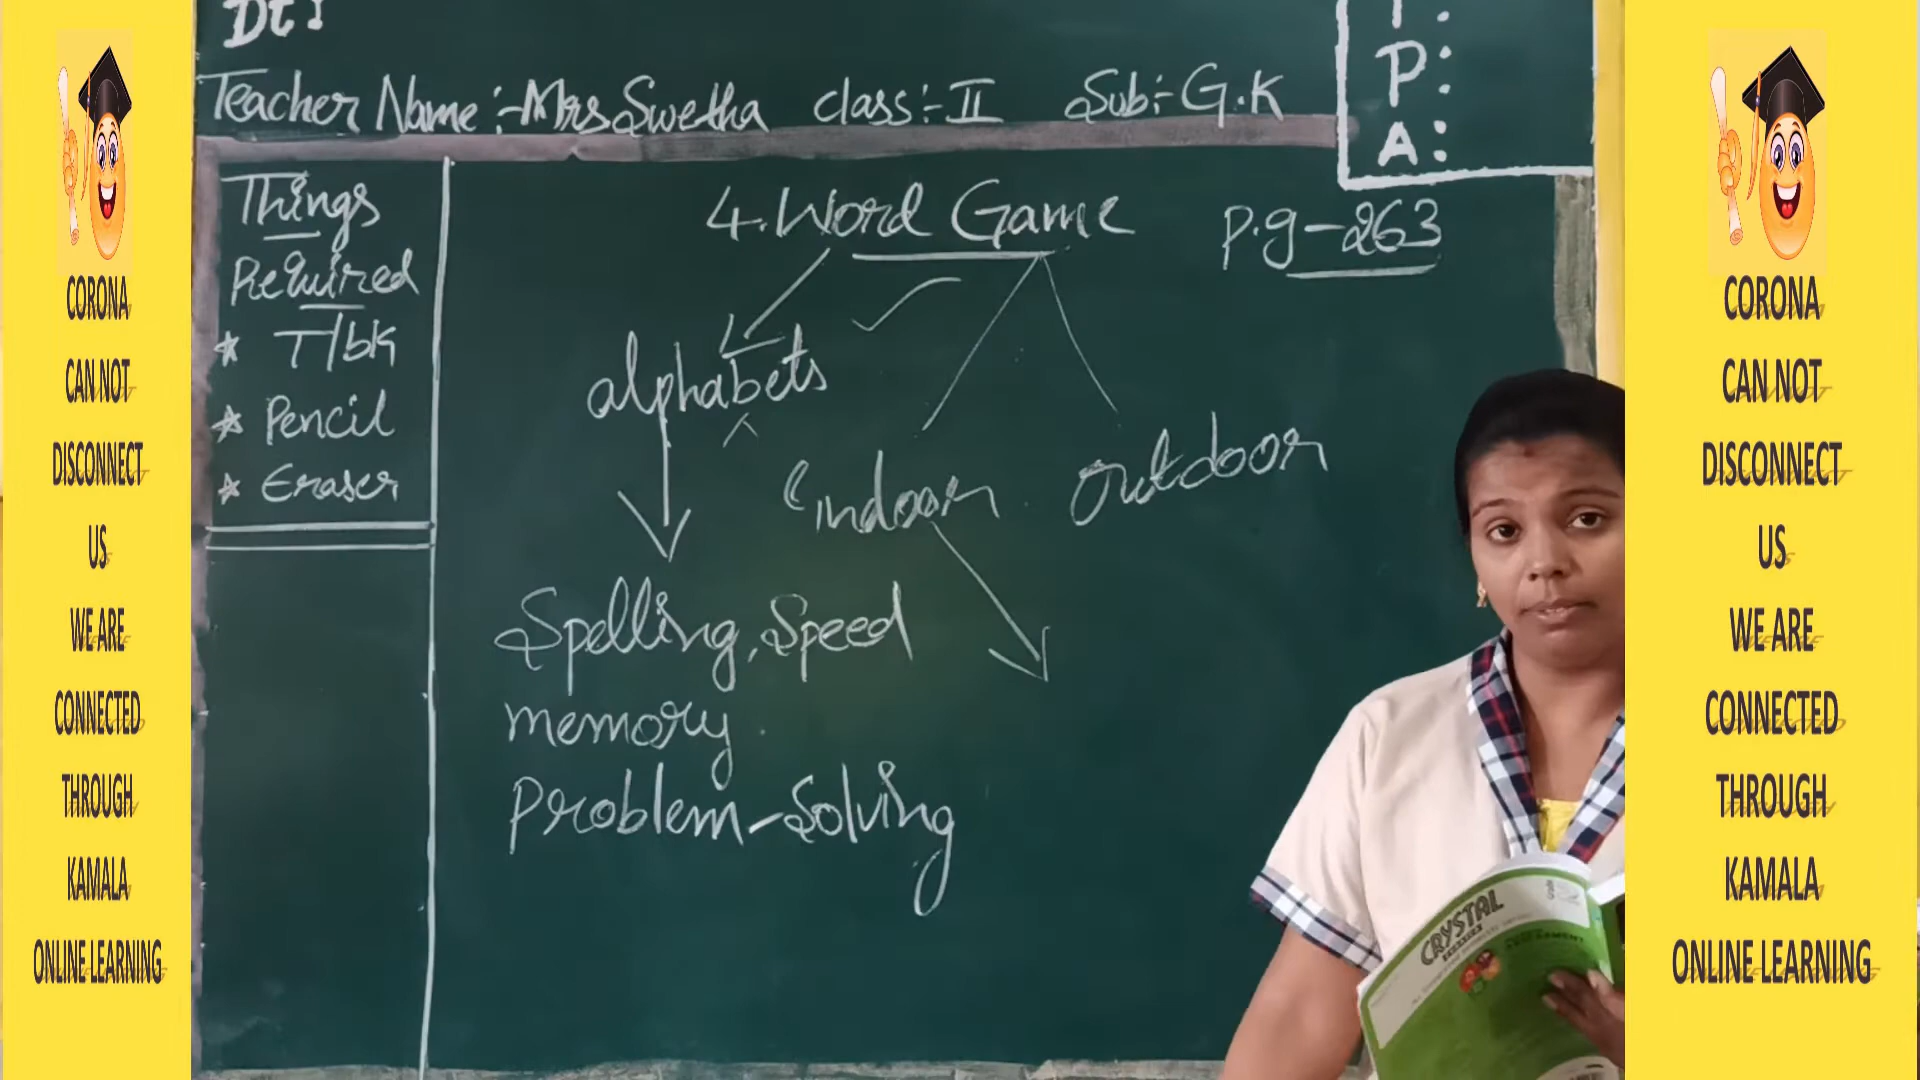 Dt:
Teacher Name :- Mrs Swetha class :- II Sub :- G.K
T :
P :
A :
Things
Required
* T/bk
* Pencil
* Eraser
4. Word Game P.g - 263
alphabets
indoor outdoor
Spelling, Speed
memory.
Problem - Solving
CRYSTAL
CORONA
CAN NOT
DISCONNECT
US
WE ARE
CONNECTED
THROUGH
KAMALA
ONLINE LEARNING
CORONA
CAN NOT
DISCONNECT
US
WE ARE
CONNECTED
THROUGH
KAMALA
ONLINE LEARNING